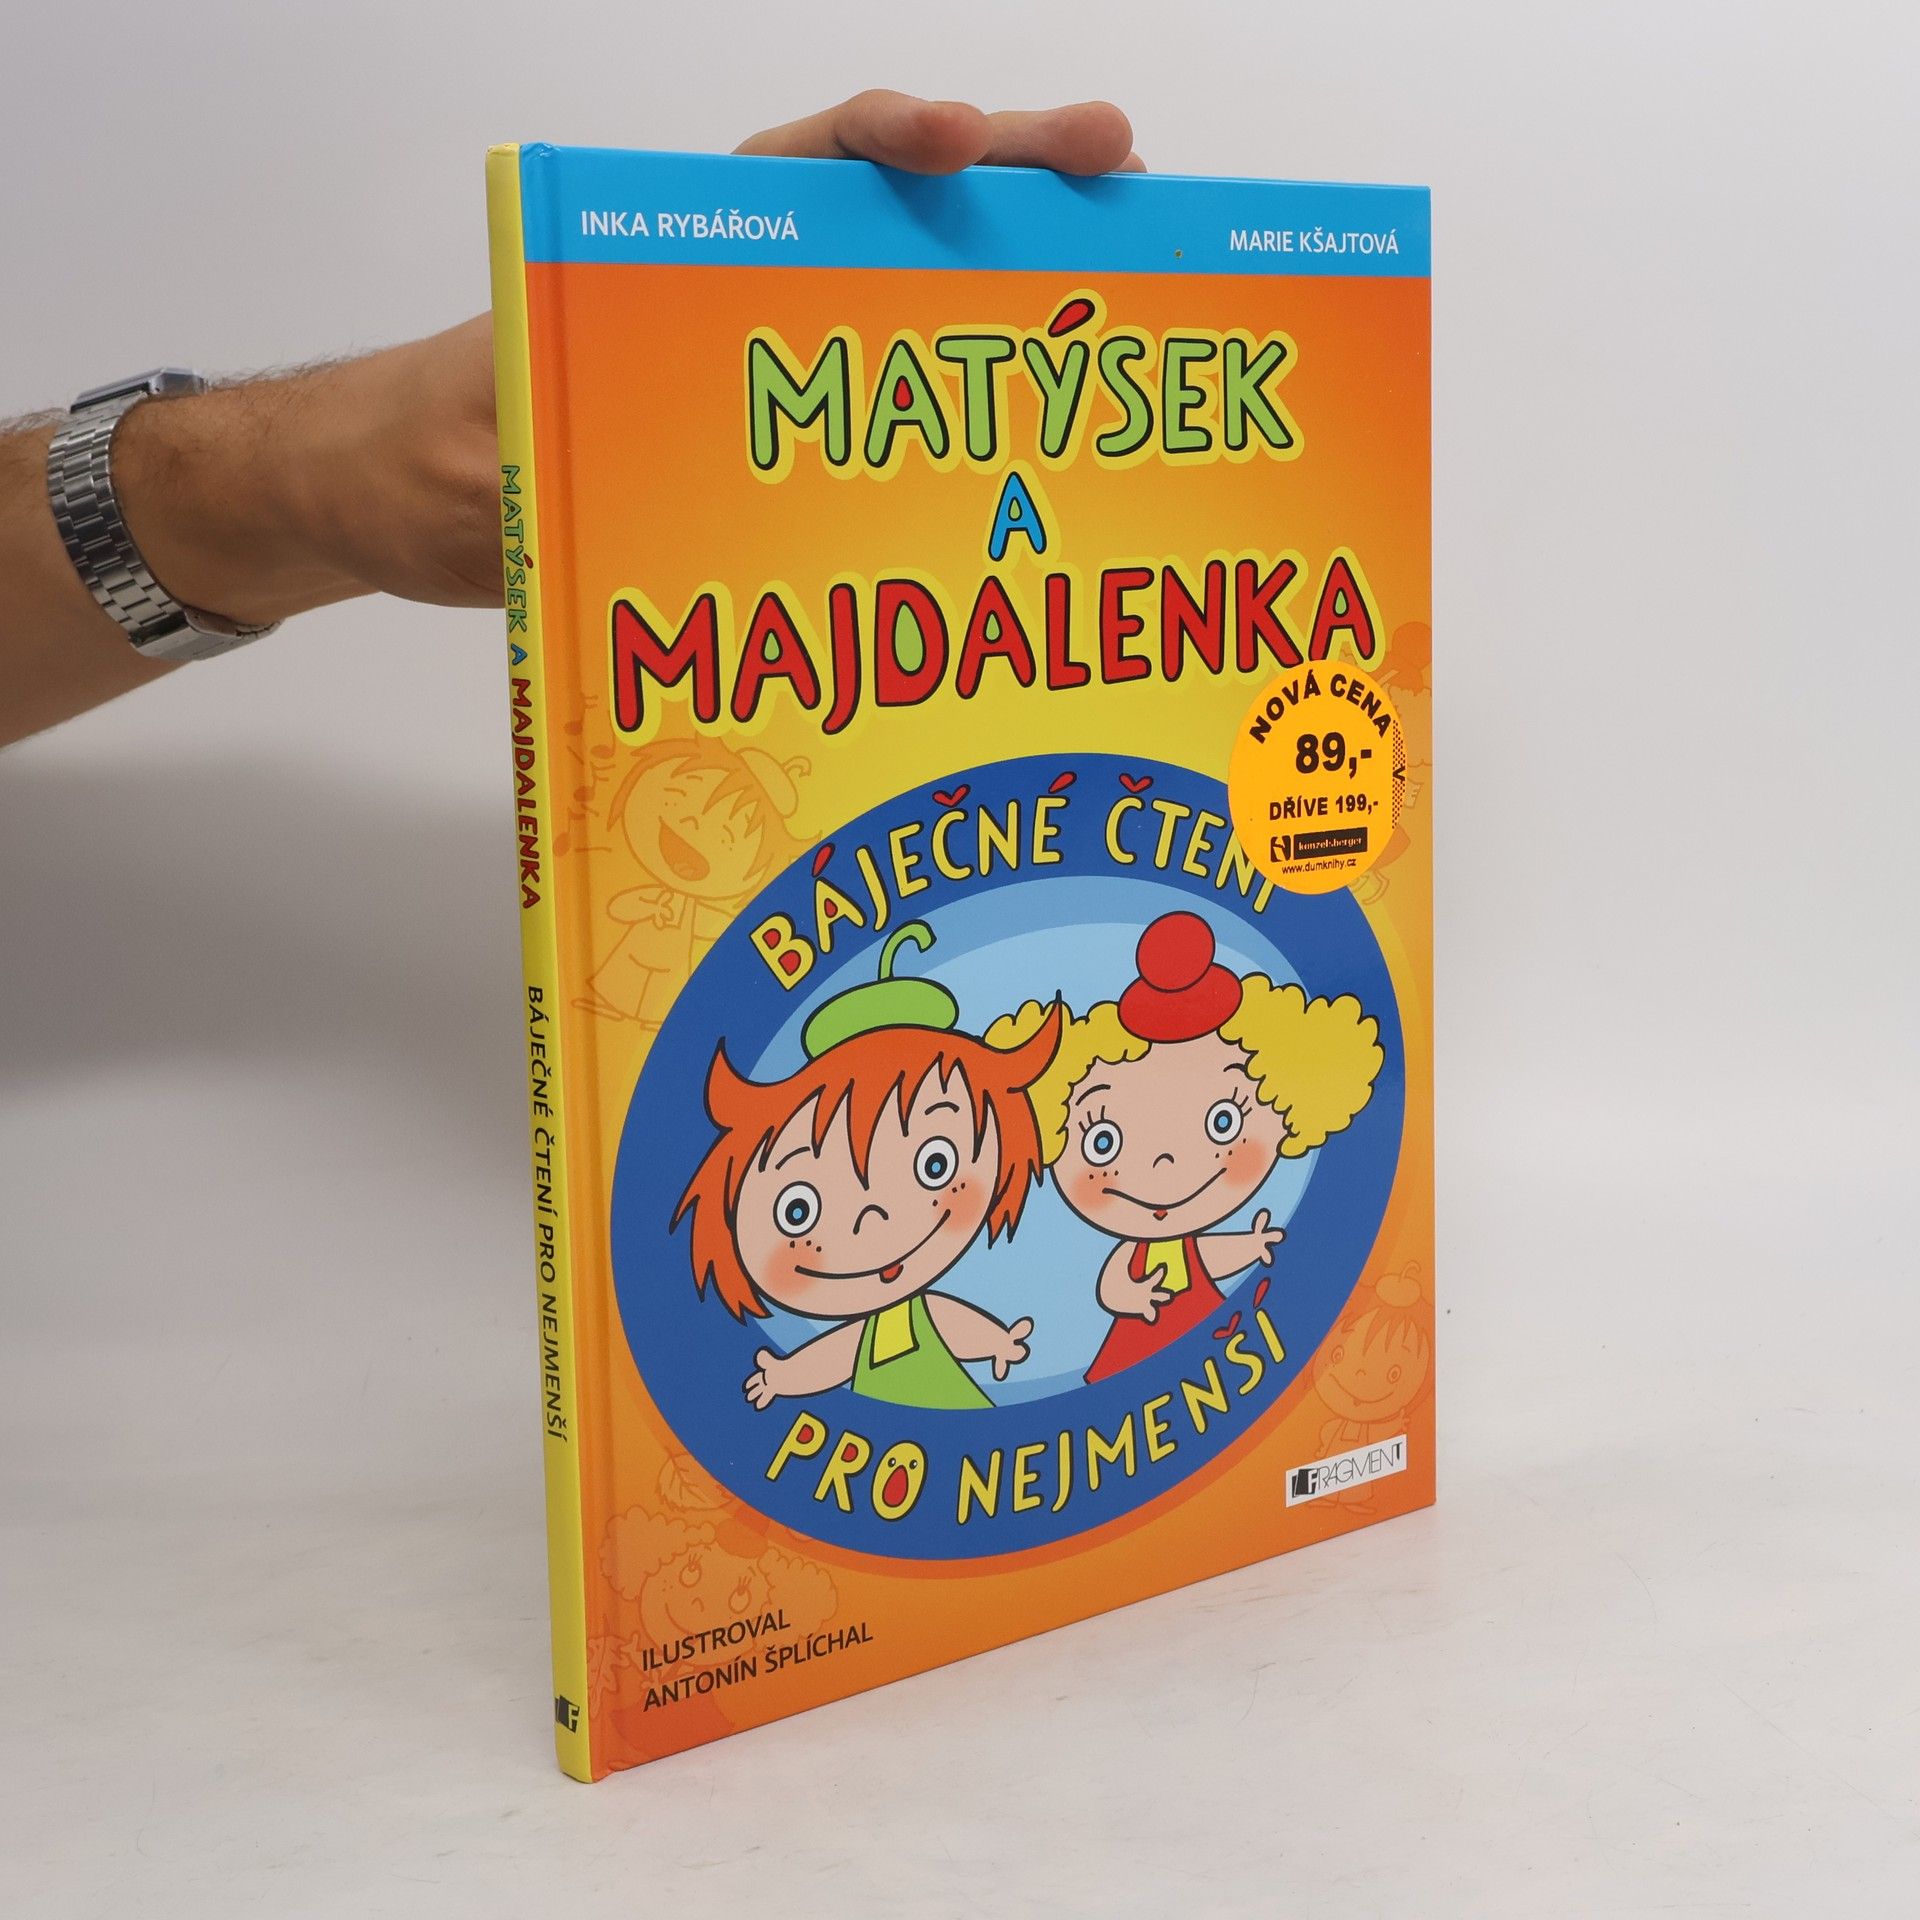 INKA RYBÁŘOVÁ
MARIE KŠAJTOVÁ
MATÝSEK
A
MAJDALENKA
NOVÁ CENA
89,-
DŘÍVE 199,-
kanzelsberger
www.dumknihy.cz
BÁJEČNÉ ČTENÍ
PRO NEJMENŠÍ
FRAGMENT
ILUSTROVAL
ANTONÍN ŠPLÍCHAL
MATÝSEK A MAJDALENKA BÁJEČNÉ ČTENÍ PRO NEJMENŠÍ
F